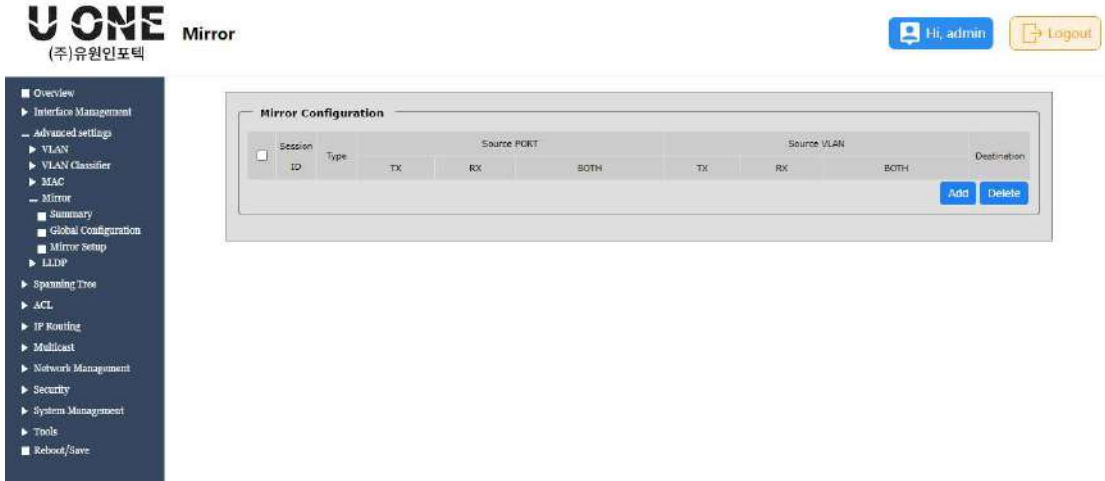 U ONE
(주)유원인포텍
Mirror
Hi, admin
Logout
Overview
Interface Management
Advanced settings
VLAN
VLAN Classifier
MAC
Mirror
Summary
Global Configuration
Mirror Setup
LLDP
Spanning Tree
ACL
IP Routing
Multicast
Network Management
Security
System Management
Tools
Reboot/Save
Mirror Configuration
Session ID Type Source PORT Source VLAN Destination
TX RX BOTH TX RX BOTH
Add Delete